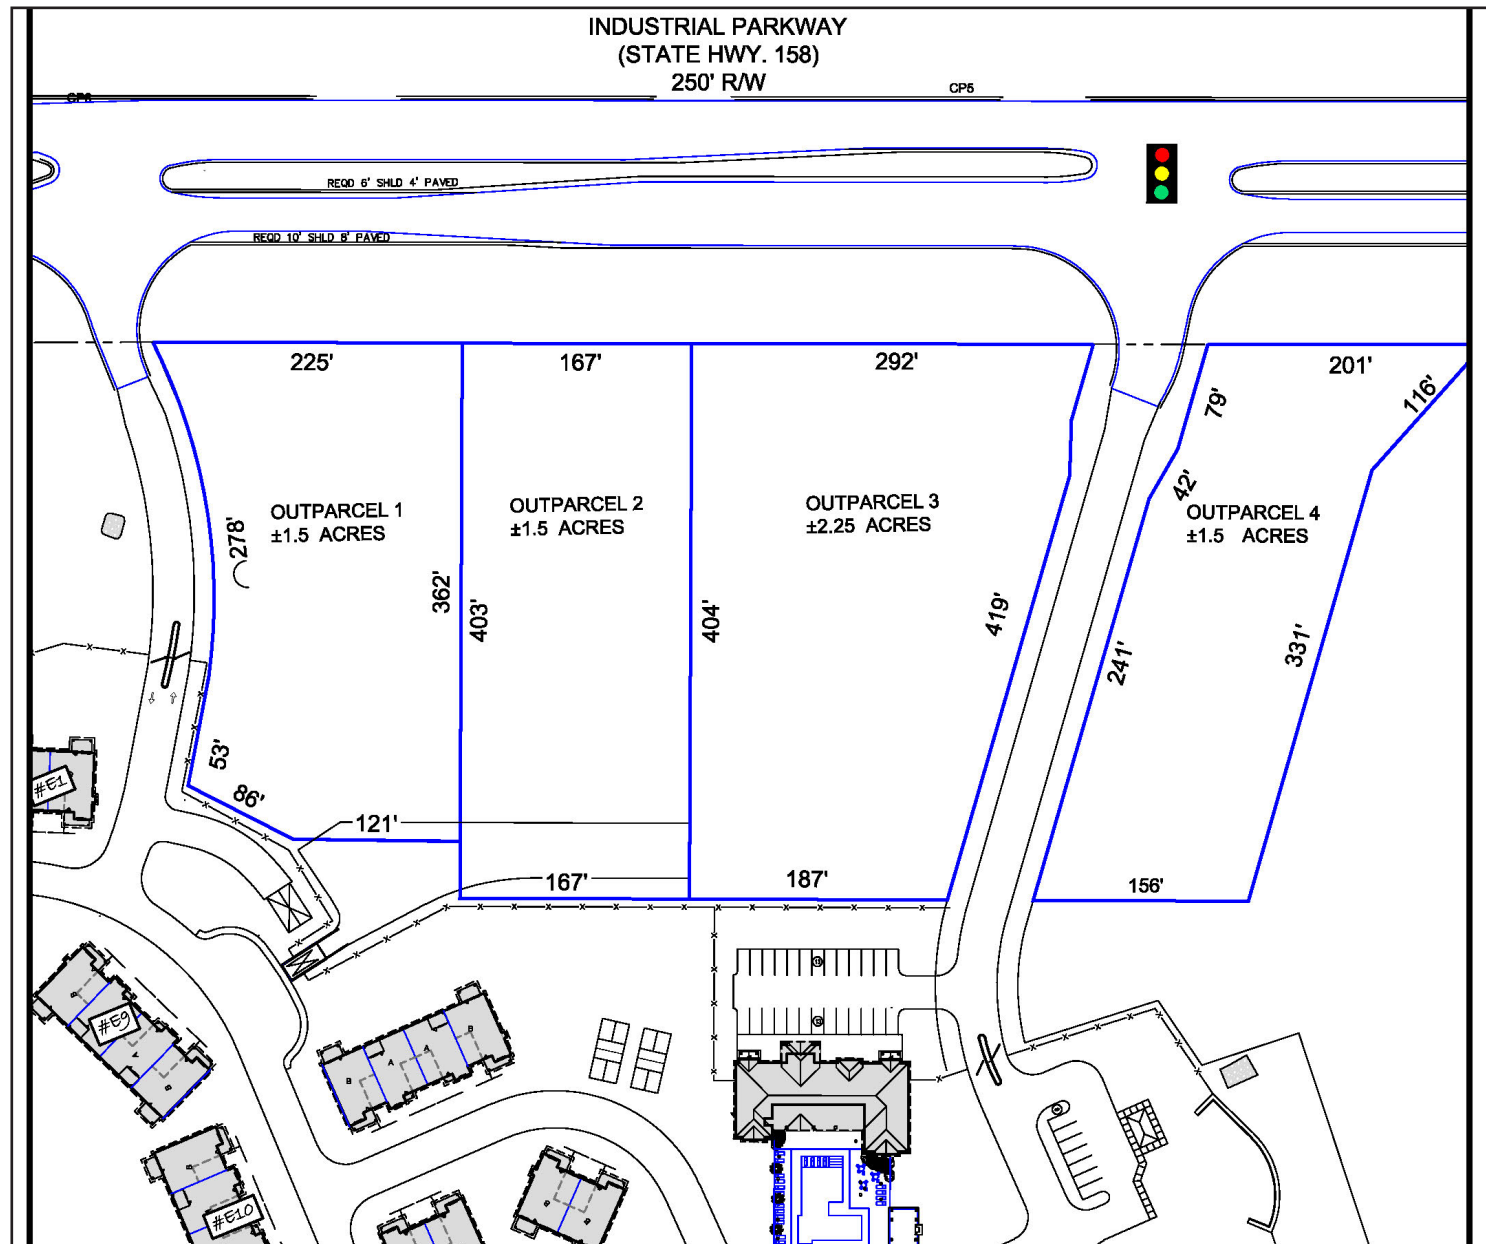 INDUSTRIAL PARKWAY
(STATE HWY. 158)
250' R/W
CP5
REQD 6' SHLD 4' PAVED
REQD 10' SHLD 8' PAVED
225'
167'
292'
201'
116'
79'
42'
OUTPARCEL 1
±1.5 ACRES
OUTPARCEL 2
±1.5 ACRES
OUTPARCEL 3
±2.25 ACRES
OUTPARCEL 4
±1.5 ACRES
278'
362'
403'
404'
419'
241'
331'
53'
86'
121'
167'
187'
156'
#E1
#E9
#E10
B
A
A
B
A
B